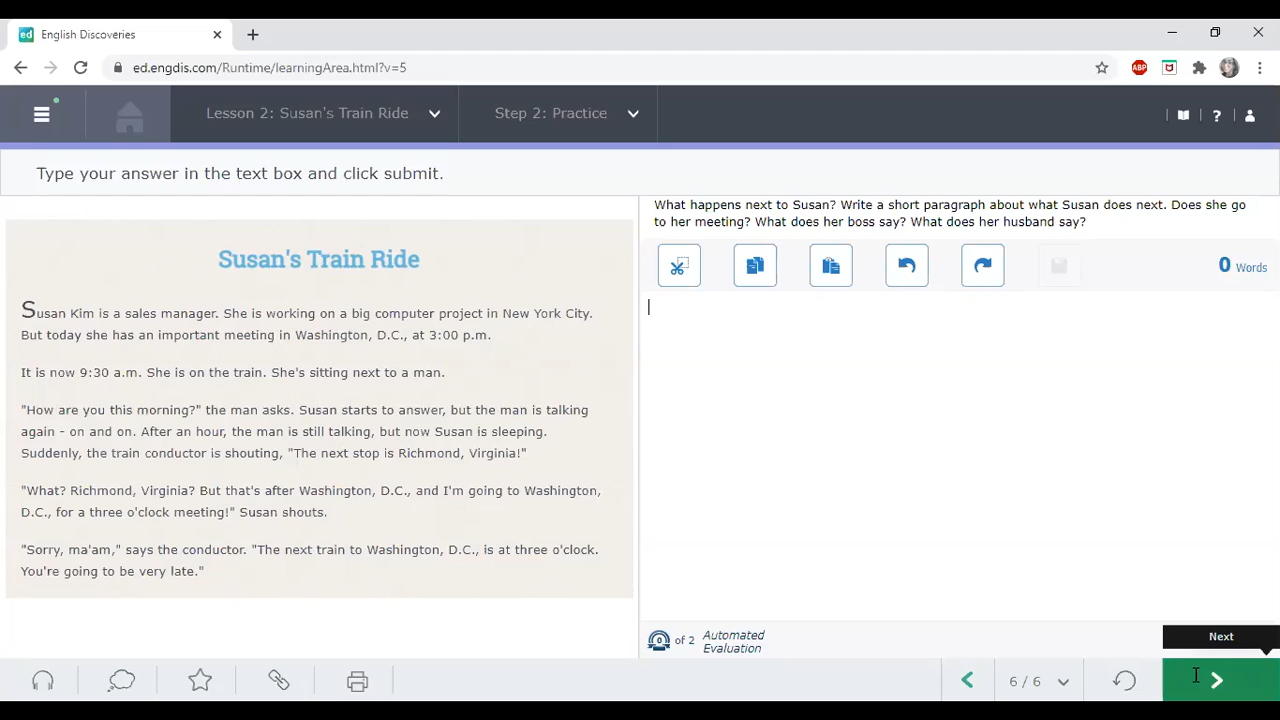 English Discoveries
ed.engdis.com/Runtime/learningArea.html?v=5
ABP
Lesson 2: Susan's Train Ride
Step 2: Practice
?
Type your answer in the text box and click submit.
What happens next to Susan? Write a short paragraph about what Susan does next. Does she go
to her meeting? What does her boss say? What does her husband say?
0 Words
Susan's Train Ride
Susan Kim is a sales manager. She is working on a big computer project in New York City.
But today she has an important meeting in Washington, D.C., at 3:00 p.m.
It is now 9:30 a.m. She is on the train. She's sitting next to a man.
"How are you this morning?" the man asks. Susan starts to answer, but the man is talking
again - on and on. After an hour, the man is still talking, but now Susan is sleeping.
Suddenly, the train conductor is shouting, "The next stop is Richmond, Virginia!"
"What? Richmond, Virginia? But that's after Washington, D.C., and I'm going to Washington,
D.C., for a three o'clock meeting!" Susan shouts.
"Sorry, ma'am," says the conductor. "The next train to Washington, D.C., is at three o'clock.
You're going to be very late."
0 of 2 Automated
Evaluation
Next
6 / 6